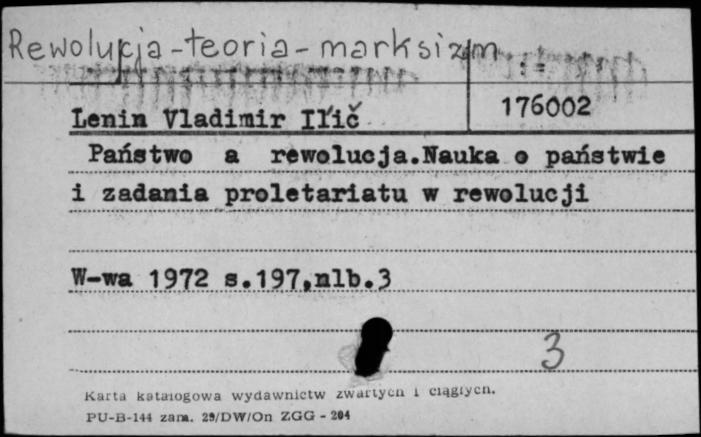 Rewolucja-teoria-marksizm
176002
Lenin Vladimir Il'ič
Państwo a rewolucja.Nauka o państwie
i zadania proletariatu w rewolucji
W-wa 1972 s.197,nlb.3
3
Karta katalogowa wydawnictw zwartych i ciągłych.
PU-B-144 zam. 29/DW/On ZGG - 204